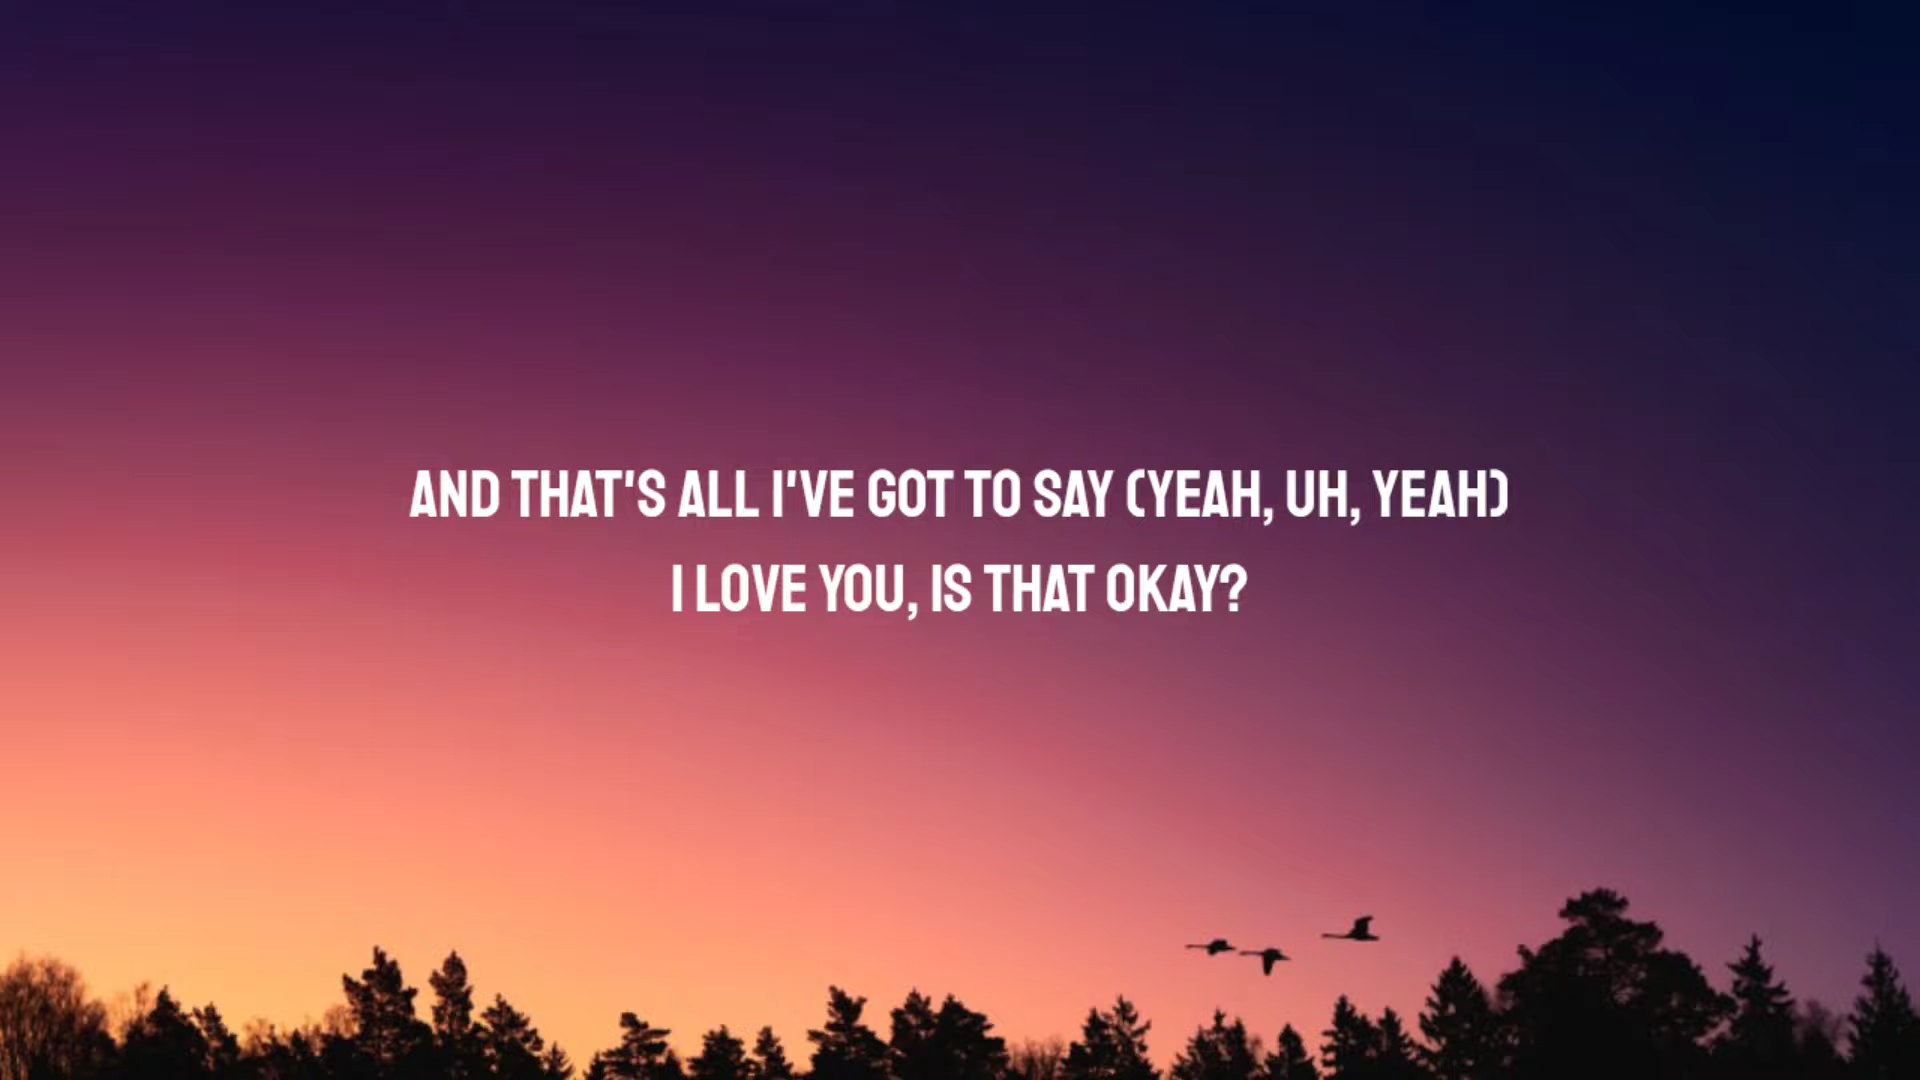 AND THAT'S ALL I'VE GOT TO SAY (YEAH, UH, YEAH)
I LOVE YOU, IS THAT OKAY?